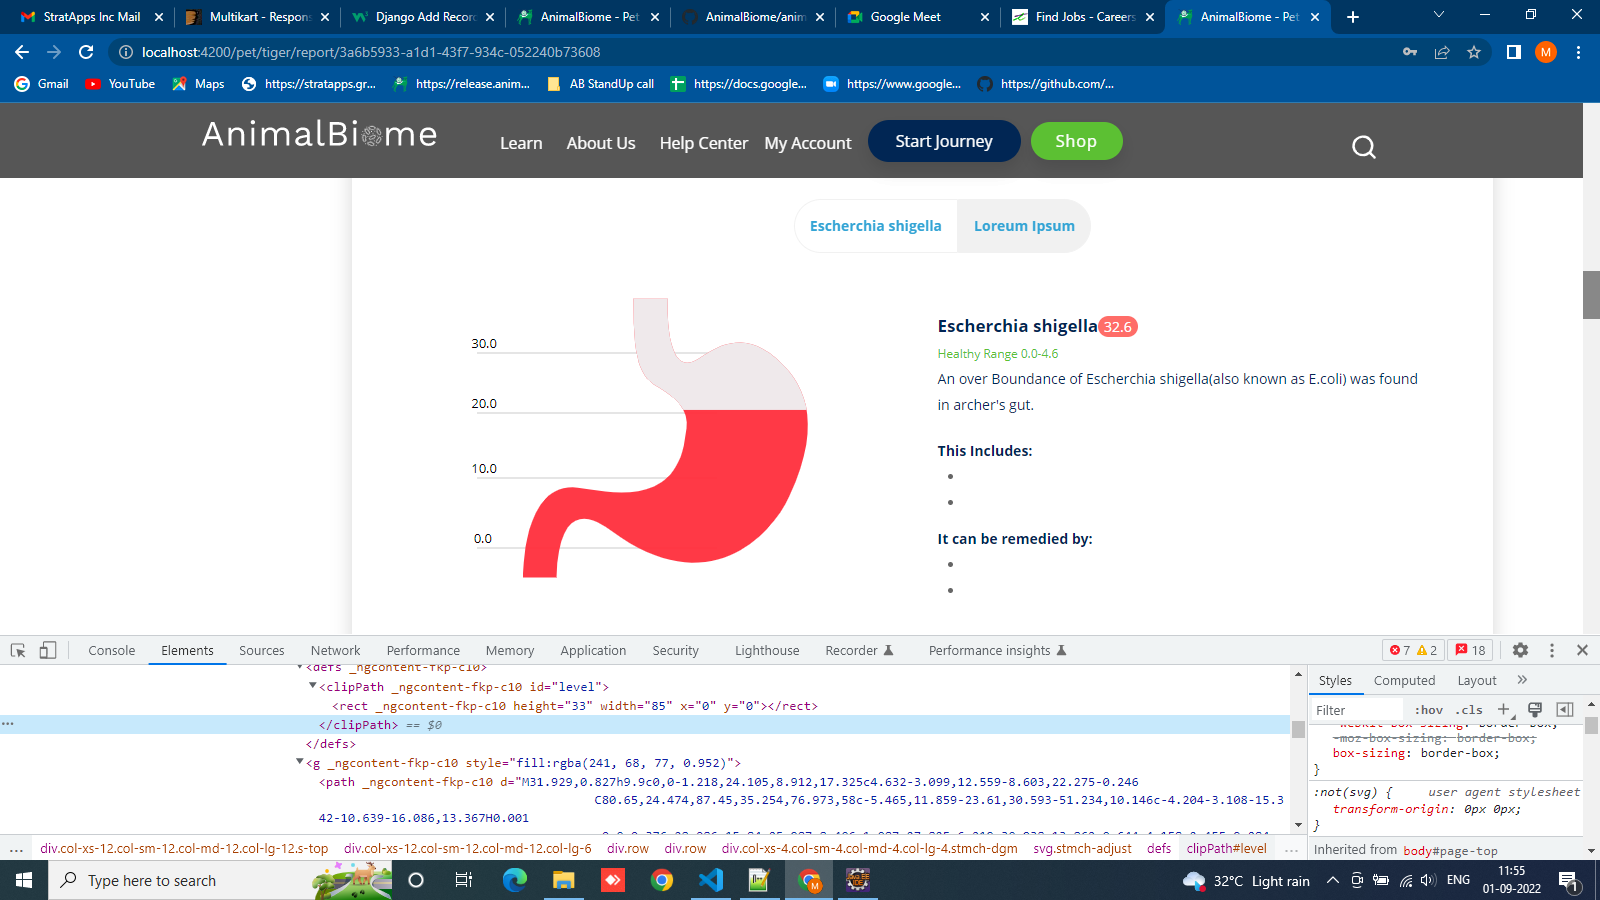 StratApps Inc Mail
Multikart - Respons
Django Add Record
AnimalBiome - Pet
AnimalBiome/anim
Google Meet
Find Jobs - Careers
AnimalBiome - Pet
localhost:4200/pet/tiger/report/3a6b5933-a1d1-43f7-934c-052240b73608
M
Gmail
YouTube
Maps
https://stratapps.gr...
https://release.anim...
AB StandUp call
https://docs.google...
https://www.google...
https://github.com/...
AnimalBiome
Learn
About Us
Help Center
My Account
Start Journey
Shop
Escherchia shigella
Loreum Ipsum
30.0
20.0
10.0
0.0
Escherchia shigella 32.6
Healthy Range 0.0-4.6
An over Boundance of Escherchia shigella(also known as E.coli) was found
in archer's gut.
This Includes:
It can be remedied by:
Console
Elements
Sources
Network
Performance
Memory
Application
Security
Lighthouse
Recorder
Performance insights
7
2
18
<defs _ngcontent-fkp-c10>
<clipPath _ngcontent-fkp-c10 id="level">
<rect _ngcontent-fkp-c10 height="33" width="85" x="0" y="0"></rect>
</clipPath> == $0
</defs>
<g _ngcontent-fkp-c10 style="fill:rgba(241, 68, 77, 0.952)">
<path _ngcontent-fkp-c10 d="M31.929,0.827h9.9c0,0-1.218,24.105,8.912,17.325c4.632-3.099,12.559-8.603,22.275-0.246
C80.65,24.474,87.45,35.254,76.973,58c-5.465,11.859-23.61,30.593-51.234,10.146c-4.204-3.108-15.3
42-10.639-16.086,13.367H0.001
Styles
Computed
Layout
Filter
:hov
.cls
-webkit-box-sizing: border-box;
-moz-box-sizing: border-box;
box-sizing: border-box;
}
:not(svg) {
user agent stylesheet
transform-origin: 0px 0px;
}
Inherited from body#page-top
...
div.col-xs-12.col-sm-12.col-md-12.col-lg-12.s-top
div.col-xs-12.col-sm-12.col-md-12.col-lg-6
div.row
div.row
div.col-xs-4.col-sm-4.col-md-4.col-lg-4.stmch-dgm
svg.stmch-adjust
defs
clipPath#level
...
Type here to search
M
32°C Light rain
ENG
11:55
01-09-2022
1